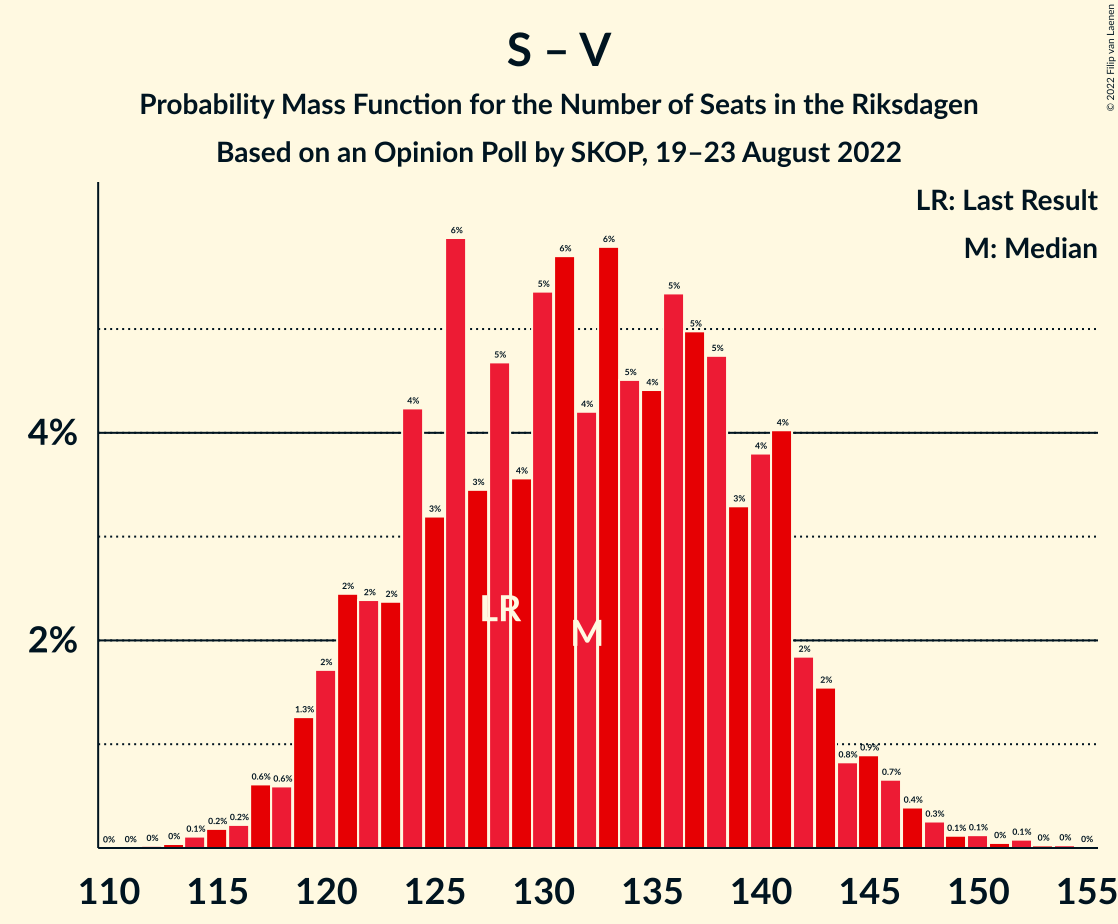 S – V
Probability Mass Function for the Number of Seats in the Riksdagen
Based on an Opinion Poll by SKOP, 19–23 August 2022
© 2022 Filip van Laenen
LR: Last Result
M: Median
4%
2%
0% 0% 0% 0% 0.1% 0.2% 0.2% 0.6% 0.6% 1.3% 2% 2% 2% 2% 4% 3% 6% 3% 5% 4% 5% 6% 4% 6% 5% 4% 5% 5% 5% 3% 4% 4% 2% 2% 0.8% 0.9% 0.7% 0.4% 0.3% 0.1% 0.1% 0% 0.1% 0% 0% 0%
LR
M
110 115 120 125 130 135 140 145 150 155